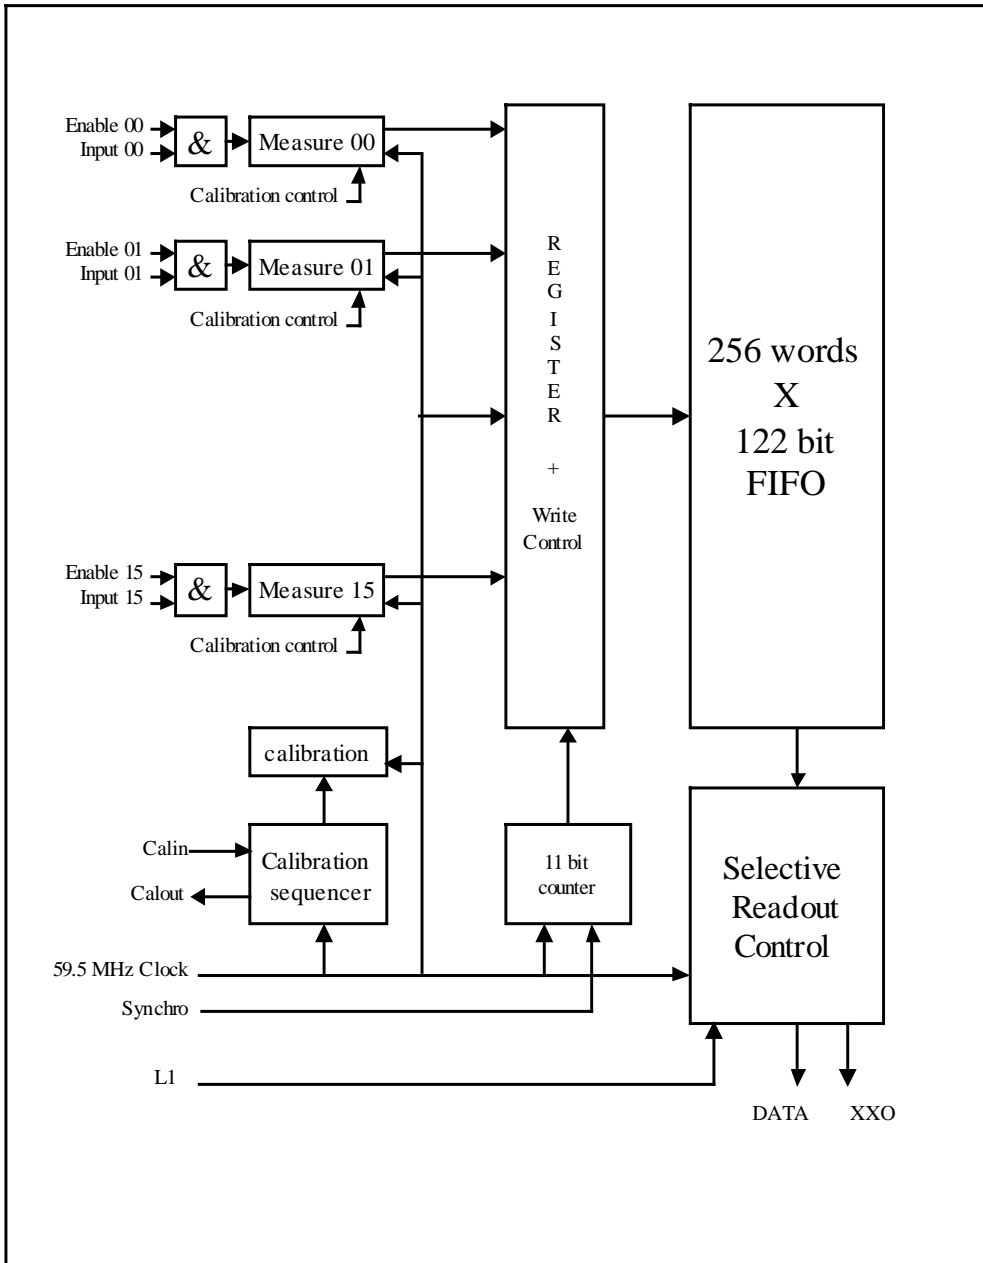 Enable 00
Input 00
&
Measure 00
Calibration control
Enable 01
Input 01
&
Measure 01
Calibration control
Enable 15
Input 15
&
Measure 15
Calibration control
R
E
G
I
S
T
E
R
+
Write
Control
256 words
X
122 bit
FIFO
calibration
Calin
Calout
Calibration
sequencer
11 bit
counter
Selective
Readout
Control
59.5 MHz Clock
Synchro
L1
DATA
XXO